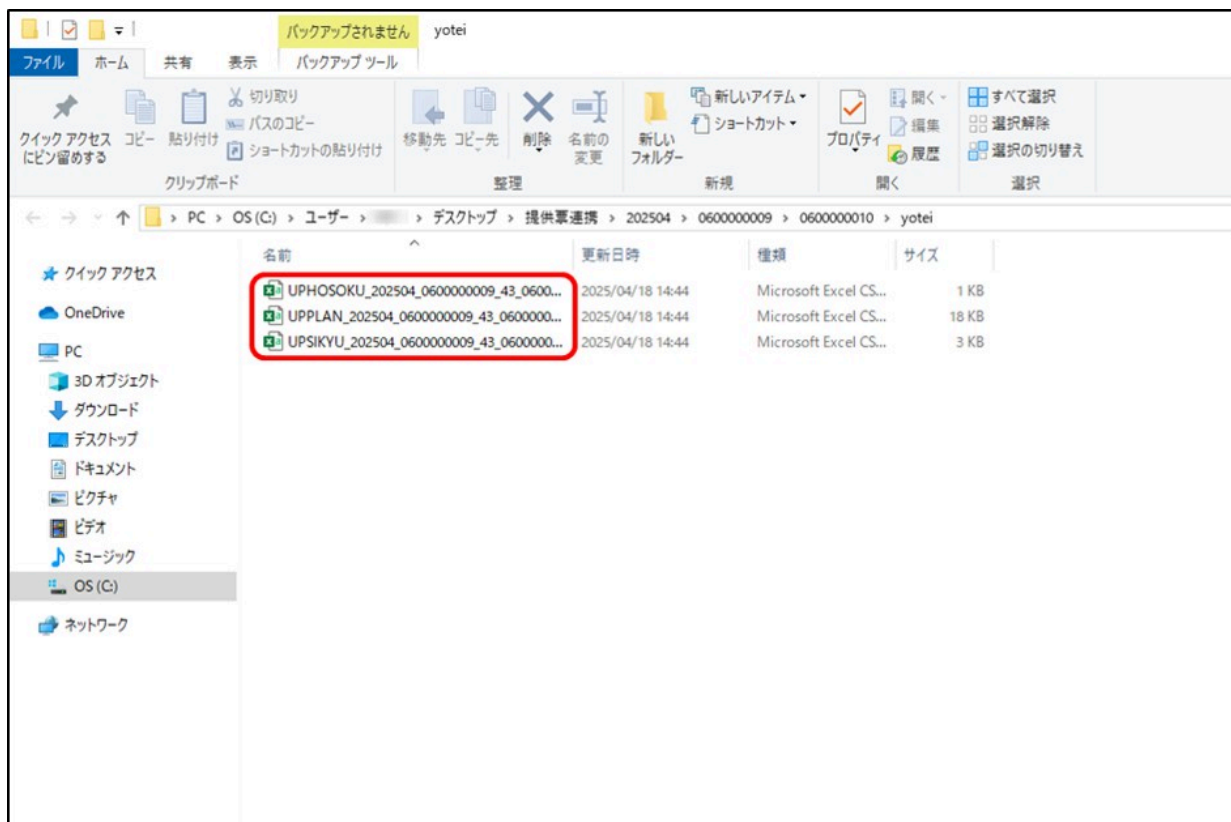 バックアップされません yotei
ファイル ホーム 共有 表示 バックアップ ツール
クイック アクセス
にピン留めする
コピー
貼り付け
切り取り
パスのコピー
ショートカットの貼り付け
クリップボード
移動先 コピー先 削除 名前の
変更
整理
新しい
フォルダー
新しいアイテム
ショートカット
新規
プロパティ
開く
編集
履歴
開く
すべて選択
選択解除
選択の切り替え
選択
PC › OS (C:) › ユーザー › › デスクトップ › 提供票連携 › 202504 › 0600000009 › 0600000010 › yotei
名前 更新日時 種類 サイズ
UPHOSOKU_202504_0600000009_43_0600... 2025/04/18 14:44 Microsoft Excel CS... 1 KB
UPPLAN_202504_0600000009_43_0600000... 2025/04/18 14:44 Microsoft Excel CS... 18 KB
UPSIKYU_202504_0600000009_43_0600000... 2025/04/18 14:44 Microsoft Excel CS... 3 KB
クイック アクセス
OneDrive
PC
3D オブジェクト
ダウンロード
デスクトップ
ドキュメント
ピクチャ
ビデオ
ミュージック
OS (C:)
ネットワーク